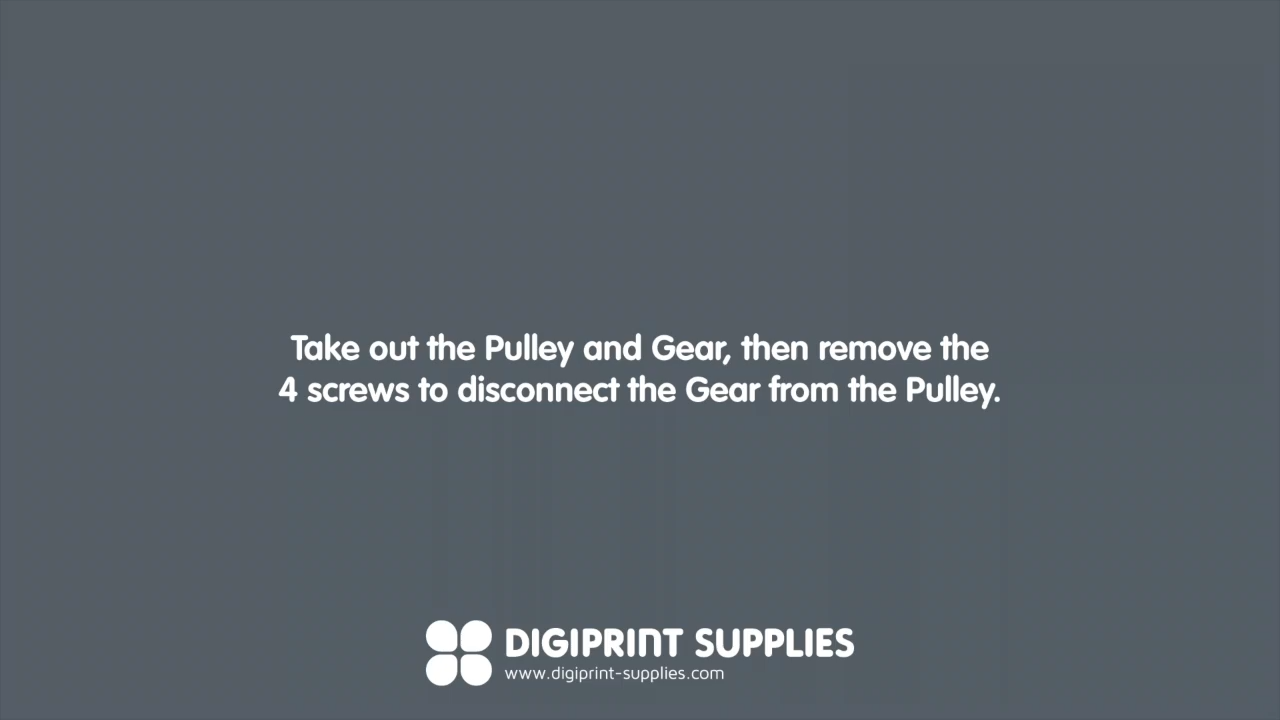 Take out the Pulley and Gear, then remove the
4 screws to disconnect the Gear from the Pulley.
DIGIPRINT SUPPLIES
www.digiprint-supplies.com